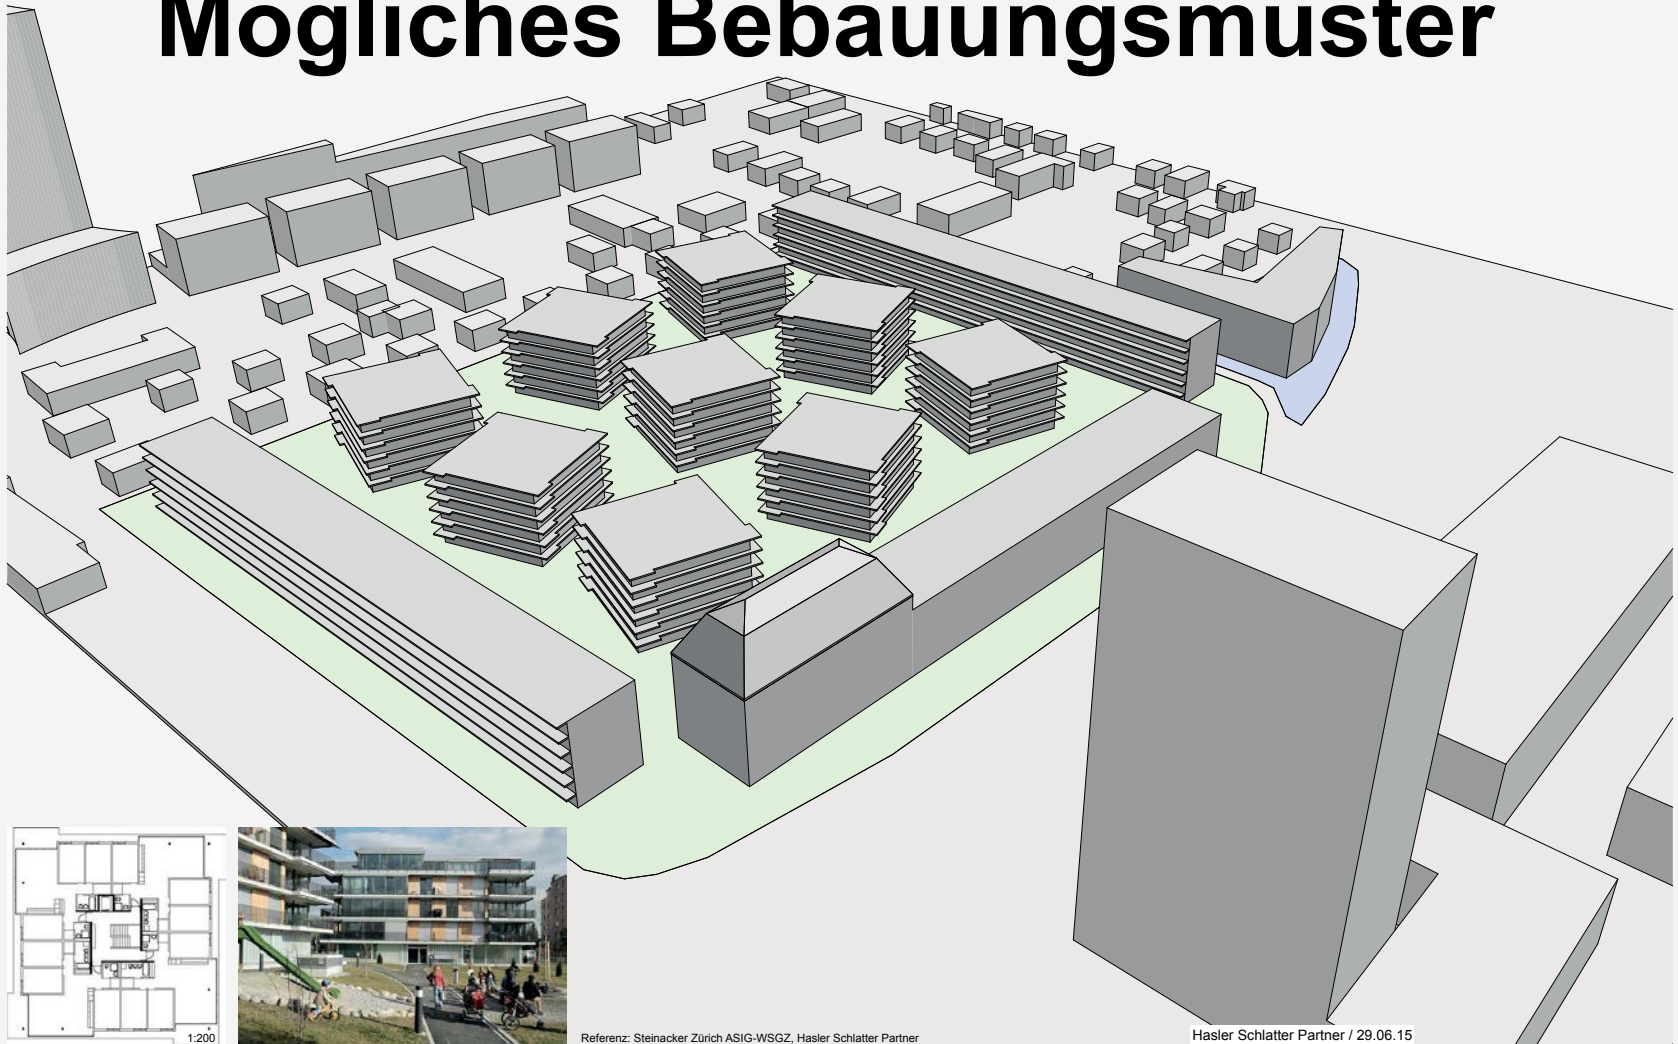 Mögliches Bebauungsmuster
1:200
Referenz: Steinacker Zürich ASIG-WSGZ, Hasler Schlatter Partner
Hasler Schlatter Partner / 29.06.15